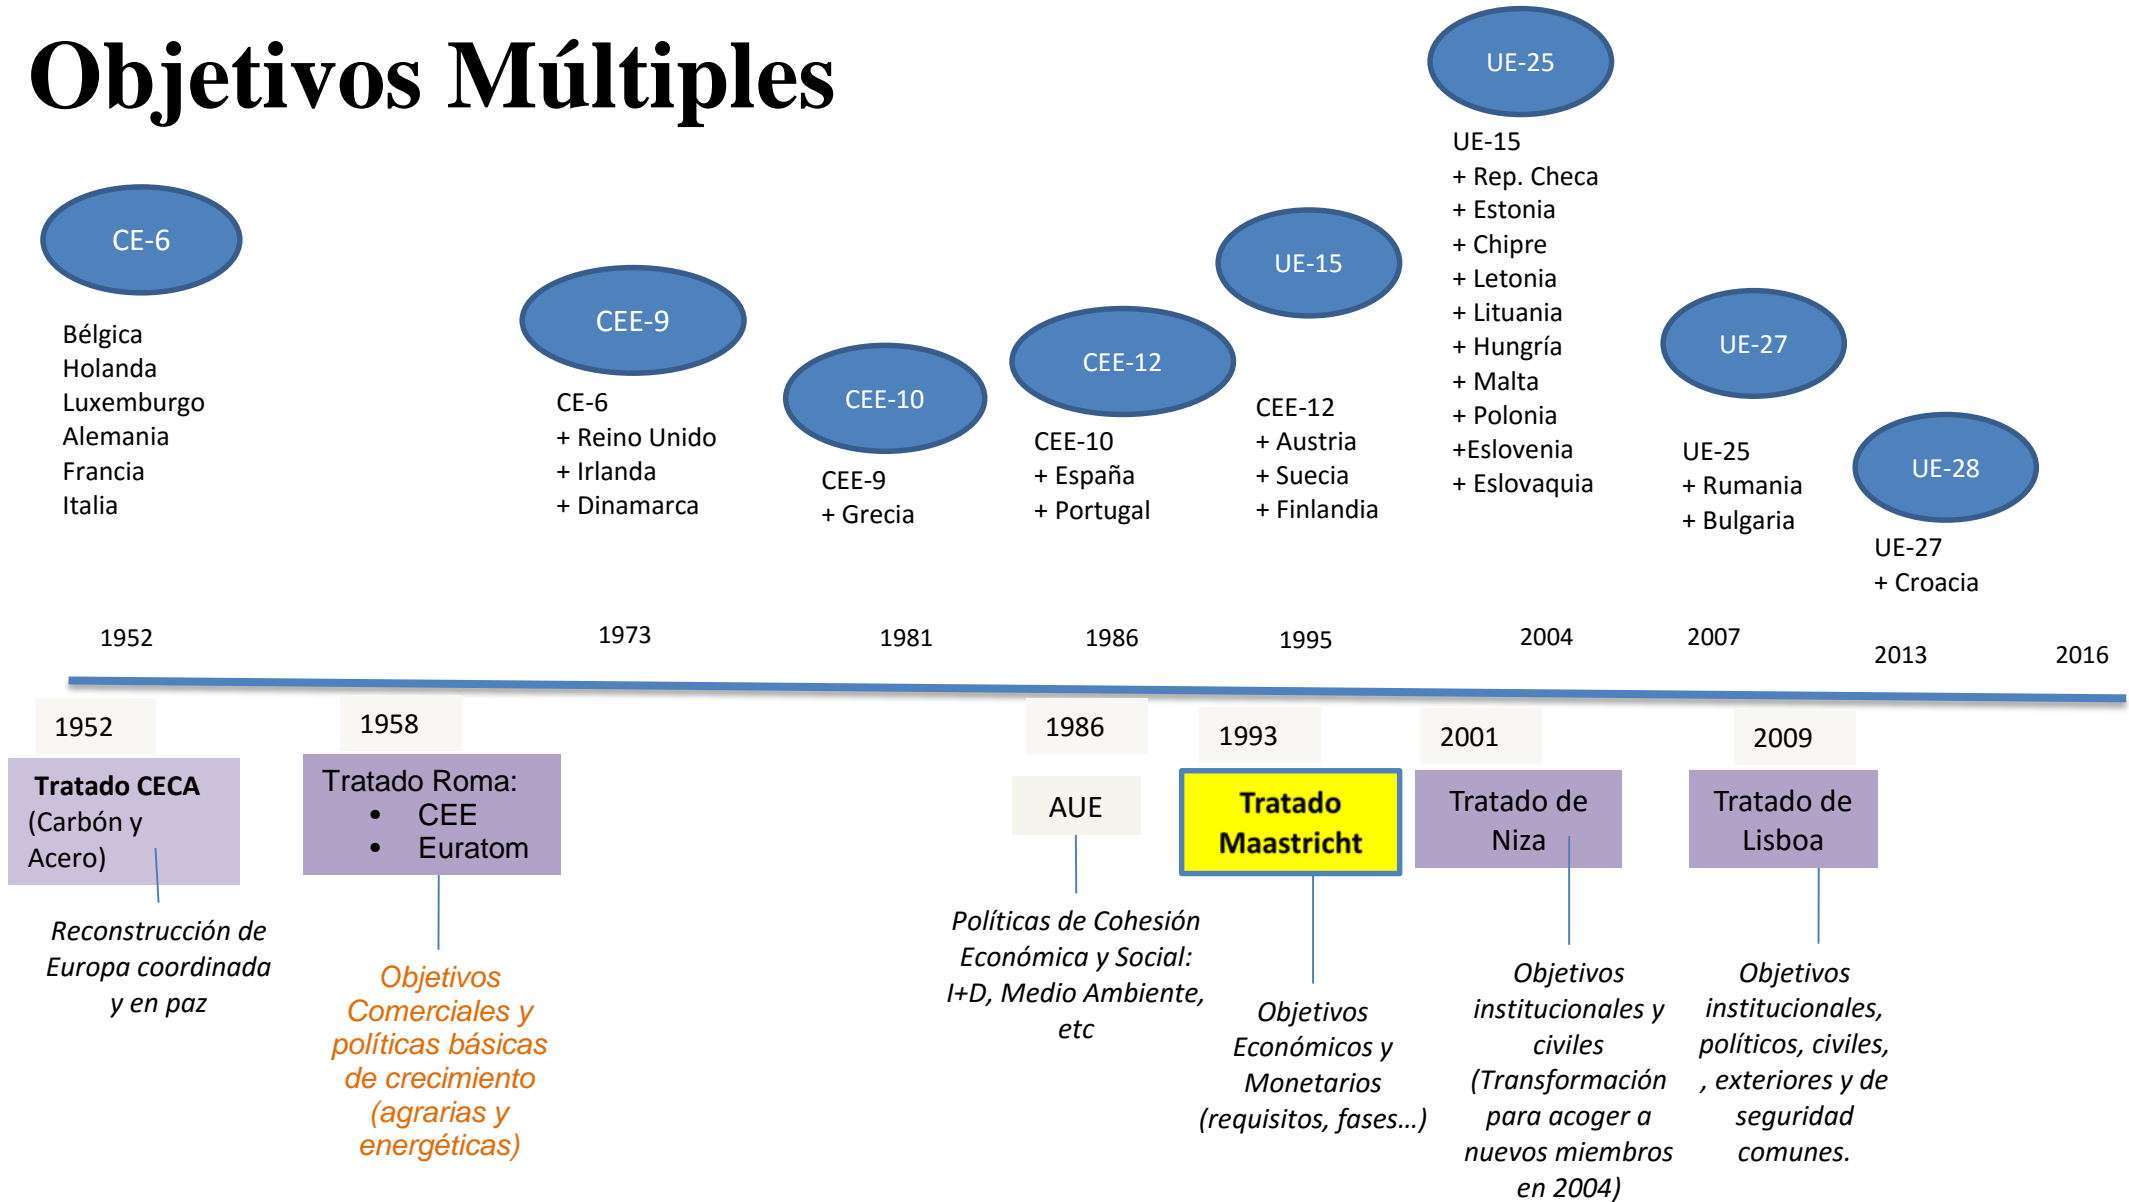 Objetivos Múltiples
CE-6
Bélgica
Holanda
Luxemburgo
Alemania
Francia
Italia
CEE-9
CE-6
+ Reino Unido
+ Irlanda
+ Dinamarca
CEE-10
CEE-9
+ Grecia
CEE-12
CEE-10
+ España
+ Portugal
UE-15
CEE-12
+ Austria
+ Suecia
+ Finlandia
UE-25
UE-15
+ Rep. Checa
+ Estonia
+ Chipre
+ Letonia
+ Lituania
+ Hungría
+ Malta
+ Polonia
+Eslovenia
+ Eslovaquia
UE-27
UE-25
+ Rumania
+ Bulgaria
UE-28
UE-27
+ Croacia
1952
1973
1981
1986
1995
2004
2007
2013
2016
1952
Tratado CECA
(Carbón y
Acero)
Reconstrucción de
Europa coordinada
y en paz
1958
Tratado Roma:
• CEE
• Euratom
Objetivos
Comerciales y
políticas básicas
de crecimiento
(agrarias y
energéticas)
1986
AUE
Políticas de Cohesión
Económica y Social:
I+D, Medio Ambiente,
etc
1993
Tratado
Maastricht
Objetivos
Económicos y
Monetarios
(requisitos, fases…)
2001
Tratado de
Niza
Objetivos
institucionales y
civiles
(Transformación
para acoger a
nuevos miembros
en 2004)
2009
Tratado de
Lisboa
Objetivos
institucionales,
políticos, civiles,
, exteriores y de
seguridad
comunes.